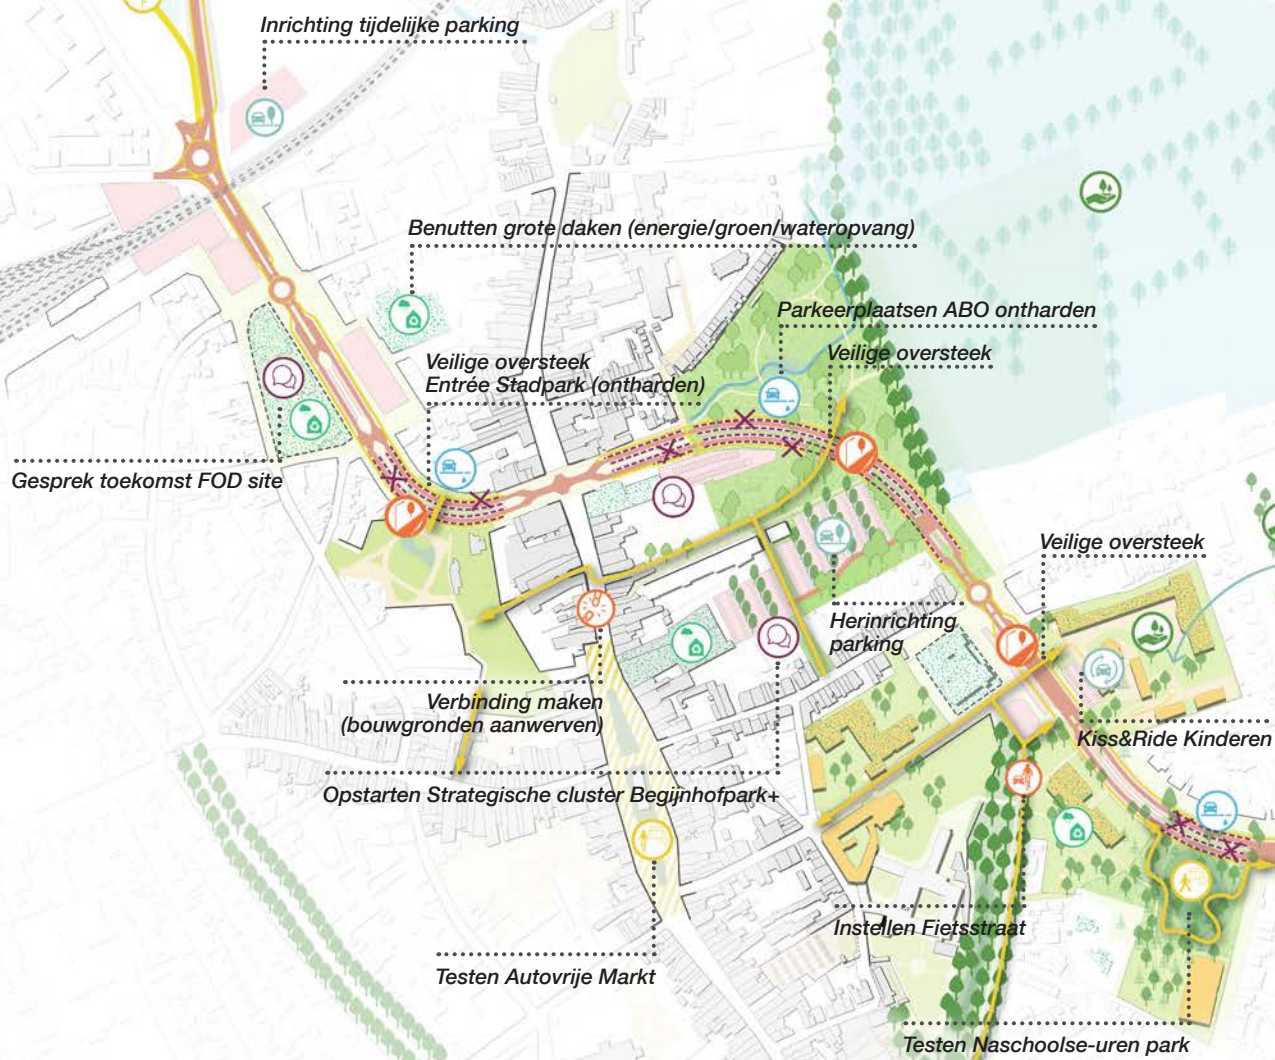 Inrichting tijdelijke parking
Benutten grote daken (energie/groen/wateropvang)
Parkeerplaatsen ABO ontharden
Veilige oversteek
Entrée Stadpark (ontharden)
Veilige oversteek
Gesprek toekomst FOD site
Veilige oversteek
Herinrichting
parking
Verbinding maken
(bouwgronden aanwerven)
Kiss&Ride Kinderen
Opstarten Strategische cluster Begijnhofpark+
Instellen Fietsstraat
Testen Autovrije Markt
Testen Naschoolse-uren park